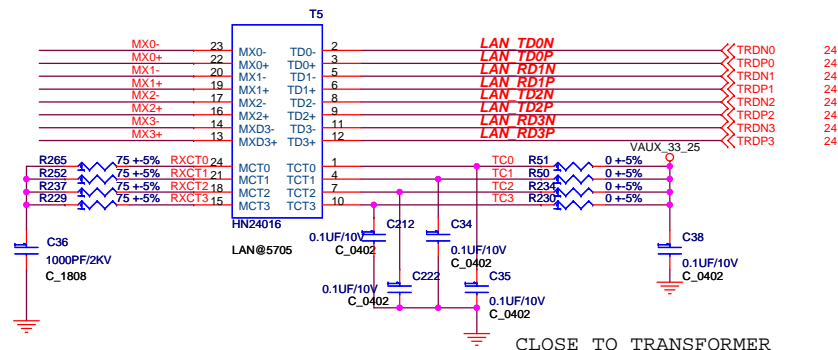 T5
MX0- 23 MX0- TD0- 2 LAN_TD0N TRDN0 24
MX0+ 22 MX0+ TD0+ 3 LAN_TD0P TRDP0 24
MX1- 20 MX1- TD1- 5 LAN_RD1N TRDN1 24
MX1+ 19 MX1+ TD1+ 6 LAN_RD1P TRDP1 24
MX2- 17 MX2- TD2- 8 LAN_TD2N TRDN2 24
MX2+ 16 MX2+ TD2+ 9 LAN_TD2P TRDP2 24
MX3- 14 MXD3- TD3- 11 LAN_RD3N TRDN3 24
MX3+ 13 MXD3+ TD3+ 12 LAN_RD3P TRDP3 24
VAUX_33_25
R265 75 +-5% RXCT0 24 MCT0 TCT0 1 TC0 R51 0 +-5%
R252 75 +-5% RXCT1 21 MCT1 TCT1 4 TC1 R50 0 +-5%
R237 75 +-5% RXCT2 18 MCT2 TCT2 7 TC2 R234 0 +-5%
R229 75 +-5% RXCT3 15 MCT3 TCT3 10 TC3 R230 0 +-5%
HN24016
LAN@5705
C36
1000PF/2KV
C_1808
C212
0.1UF/10V
C_0402
C34
0.1UF/10V
C_0402
C38
0.1UF/10V
C_0402
C222
0.1UF/10V
C_0402
C35
0.1UF/10V
C_0402
CLOSE TO TRANSFORMER